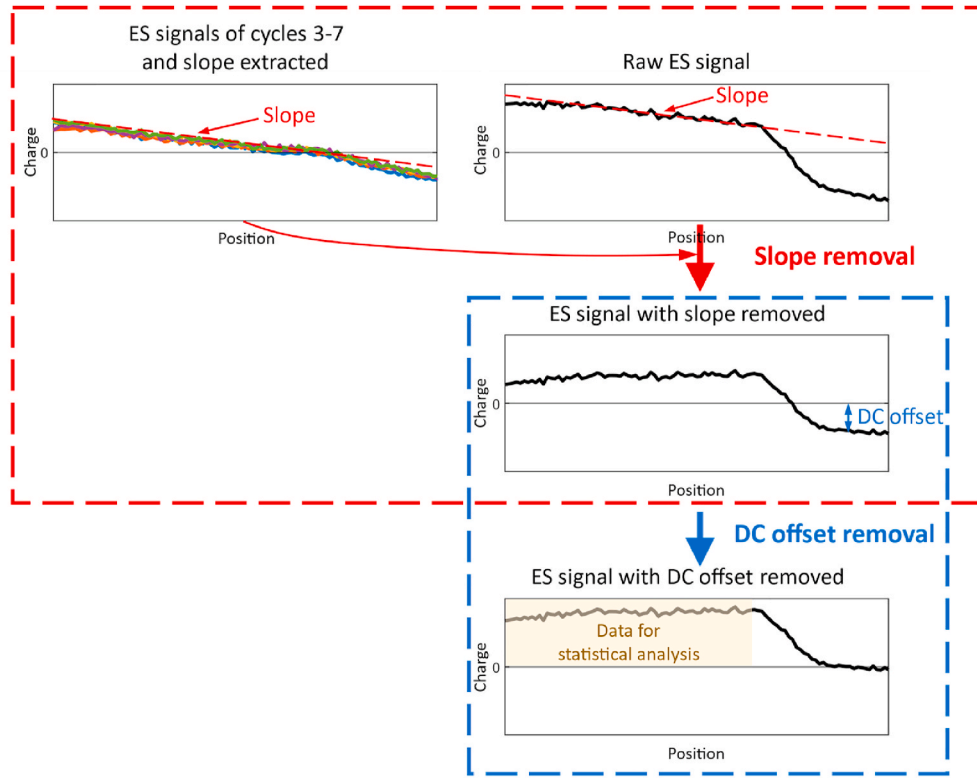 ES signals of cycles 3-7
and slope extracted
Slope
Charge
0
Position
Raw ES signal
Slope
Charge
0
Position
Slope removal
ES signal with slope removed
Charge
0
DC offset
Position
DC offset removal
ES signal with DC offset removed
Data for
statistical analysis
Charge
0
Position